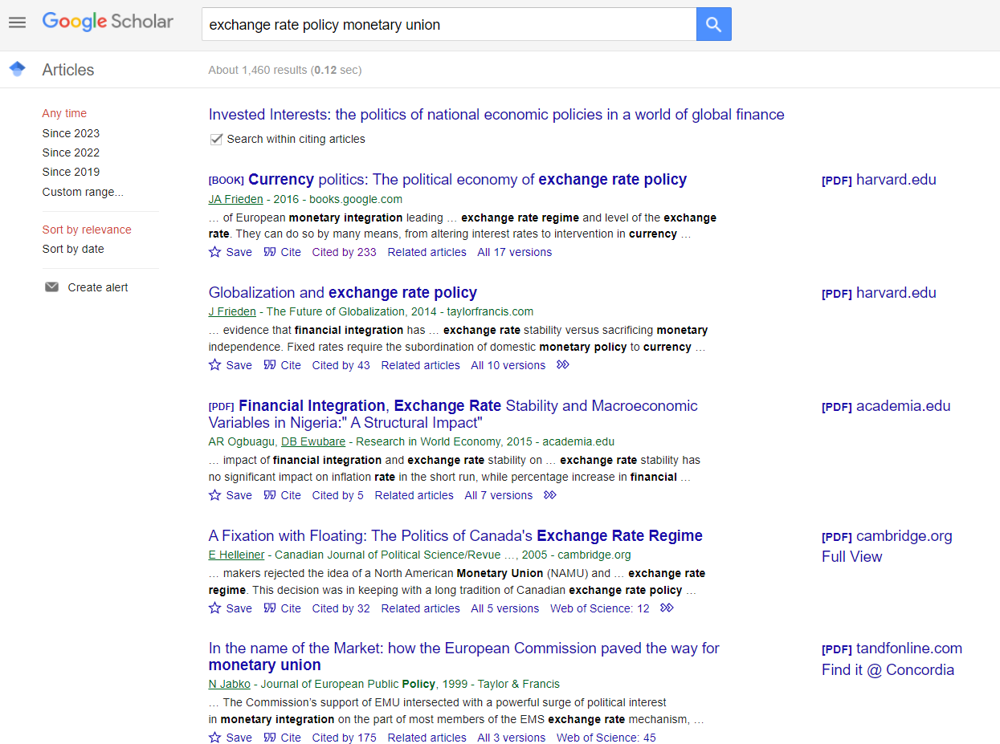 Google Scholar
exchange rate policy monetary union
Articles
About 1,460 results (0.12 sec)
Any time
Since 2023
Since 2022
Since 2019
Custom range...
Sort by relevance
Sort by date
Create alert
Invested Interests: the politics of national economic policies in a world of global finance
Search within citing articles
[BOOK] Currency politics: The political economy of exchange rate policy
JA Frieden - 2016 - books.google.com
… of European monetary integration leading … exchange rate regime and level of the exchange
rate. They can do so by many means, from altering interest rates to intervention in currency …
Save Cite Cited by 233 Related articles All 17 versions
[PDF] harvard.edu
Globalization and exchange rate policy
J Frieden - The Future of Globalization, 2014 - taylorfrancis.com
… evidence that financial integration has … exchange rate stability versus sacrificing monetary
independence. Fixed rates require the subordination of domestic monetary policy to currency …
Save Cite Cited by 43 Related articles All 10 versions
[PDF] harvard.edu
[PDF] Financial Integration, Exchange Rate Stability and Macroeconomic
Variables in Nigeria:" A Structural Impact"
AR Ogbuagu, DB Ewubare - Research in World Economy, 2015 - academia.edu
… impact of financial integration and exchange rate stability on … exchange rate stability has
no significant impact on inflation rate in the short run, while percentage increase in financial …
Save Cite Cited by 5 Related articles All 7 versions
[PDF] academia.edu
A Fixation with Floating: The Politics of Canada's Exchange Rate Regime
E Helleiner - Canadian Journal of Political Science/Revue …, 2005 - cambridge.org
… makers rejected the idea of a North American Monetary Union (NAMU) and … exchange rate
regime. This decision was in keeping with a long tradition of Canadian exchange rate policy …
Save Cite Cited by 32 Related articles All 5 versions Web of Science: 12
[PDF] cambridge.org
Full View
In the name of the Market: how the European Commission paved the way for
monetary union
N Jabko - Journal of European Public Policy, 1999 - Taylor & Francis
… The Commission's support of EMU intersected with a powerful surge of political interest
in monetary integration on the part of most members of the EMS exchange rate mechanism, …
Save Cite Cited by 175 Related articles All 3 versions Web of Science: 45
[PDF] tandfonline.com
Find it @ Concordia